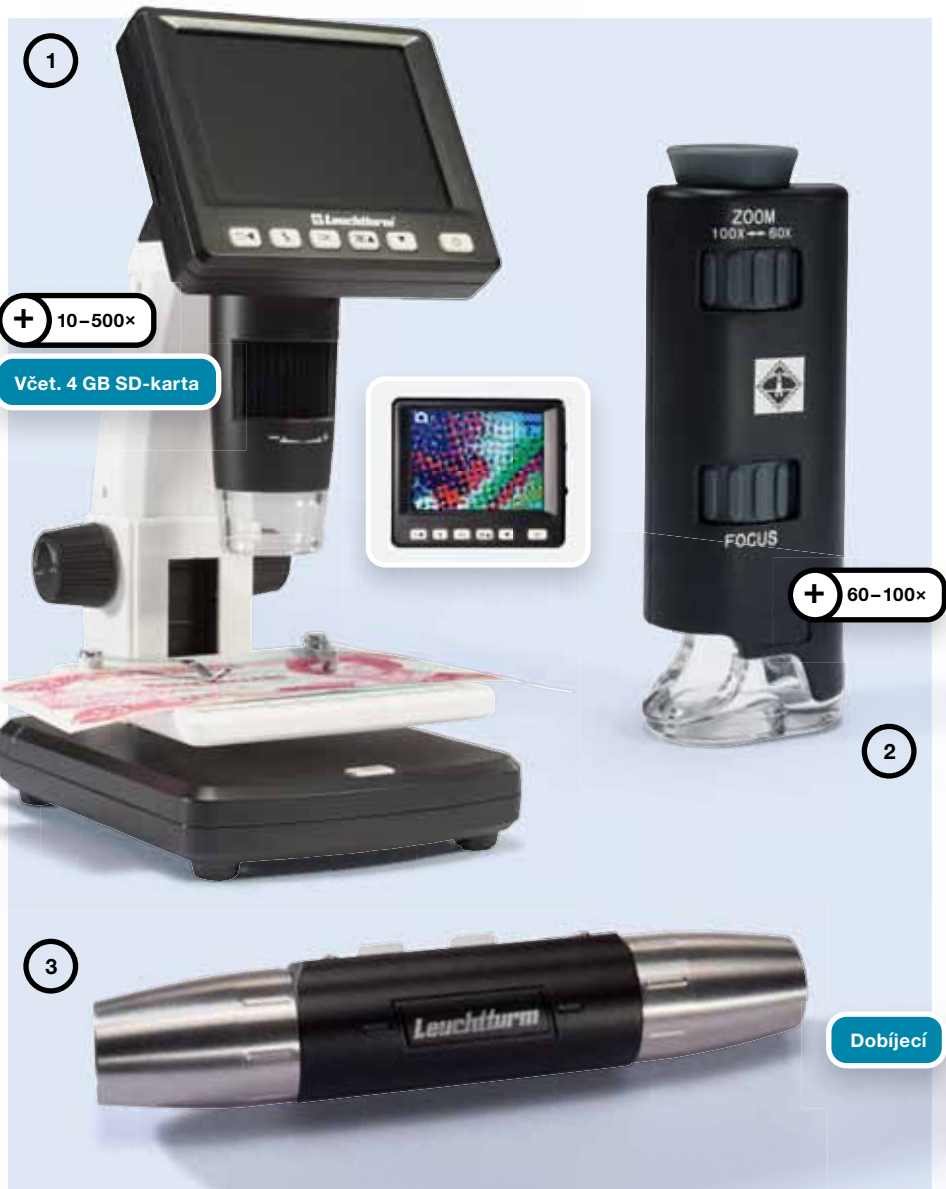 1
Leuchtturm
+ 10–500×
Včet. 4 GB SD-karta
ZOOM
100X 60X
FOCUS
+ 60–100×
2
3
Leuchtturm
Dobíjecí